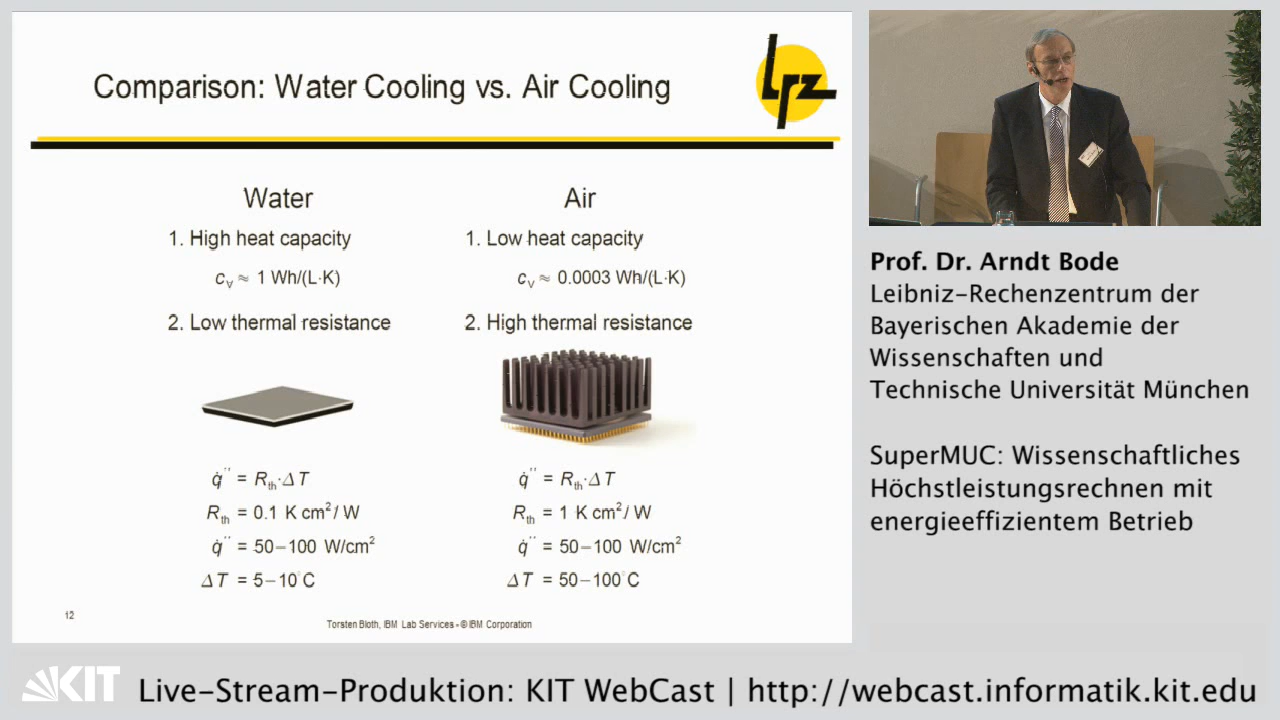 Comparison: Water Cooling vs. Air Cooling
lrz
Water
1. High heat capacity
cᵥ ≈ 1 Wh/(L·K)
2. Low thermal resistance
q̇'' = Rth·ΔT
Rth = 0.1 K cm²/ W
q̇'' = 50–100 W/cm²
ΔT = 5–10°C
Air
1. Low heat capacity
cᵥ ≈ 0.0003 Wh/(L·K)
2. High thermal resistance
q̇'' = Rth·ΔT
Rth = 1 K cm²/ W
q̇'' = 50–100 W/cm²
ΔT = 50–100°C
12
Torsten Bloth, IBM Lab Services - © IBM Corporation
Prof. Dr. Arndt Bode
Leibniz-Rechenzentrum der
Bayerischen Akademie der
Wissenschaften und
Technische Universität München
SuperMUC: Wissenschaftliches
Höchstleistungsrechnen mit
energieeffizientem Betrieb
KIT
Live-Stream-Produktion: KIT WebCast | http://webcast.informatik.kit.edu